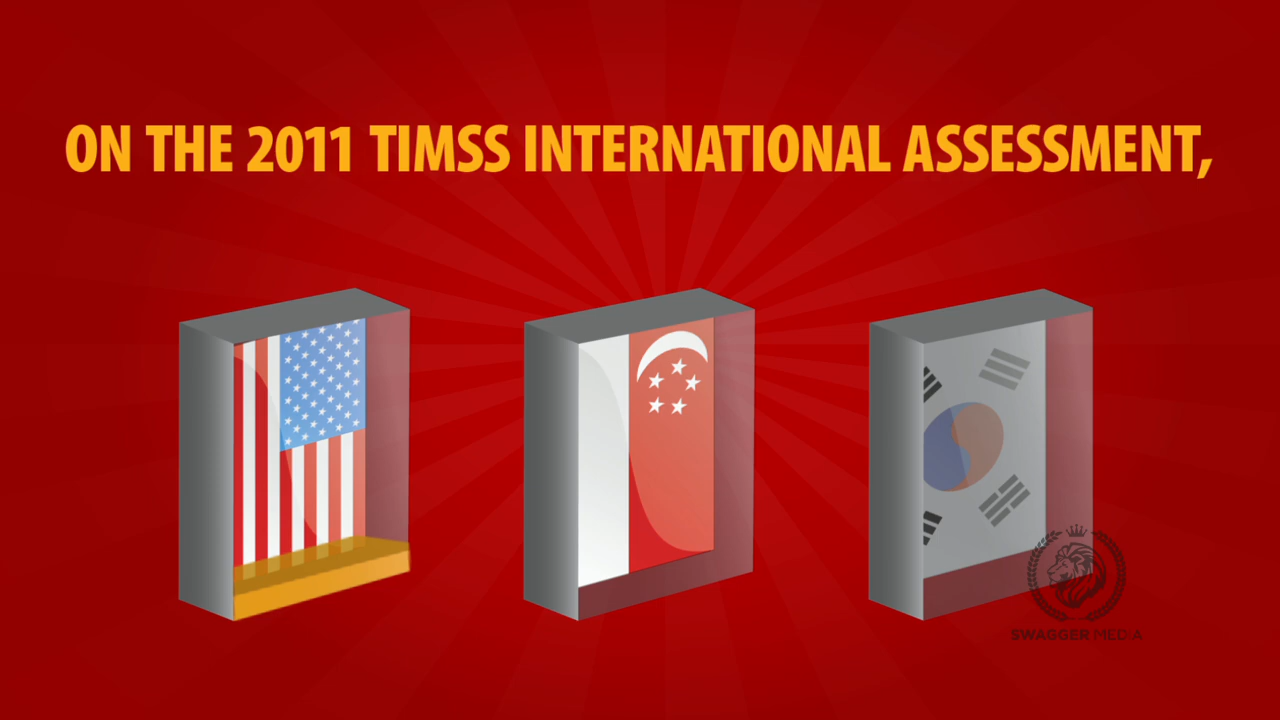 ON THE 2011 TIMSS INTERNATIONAL ASSESSMENT,
SWAGGER MEDIA